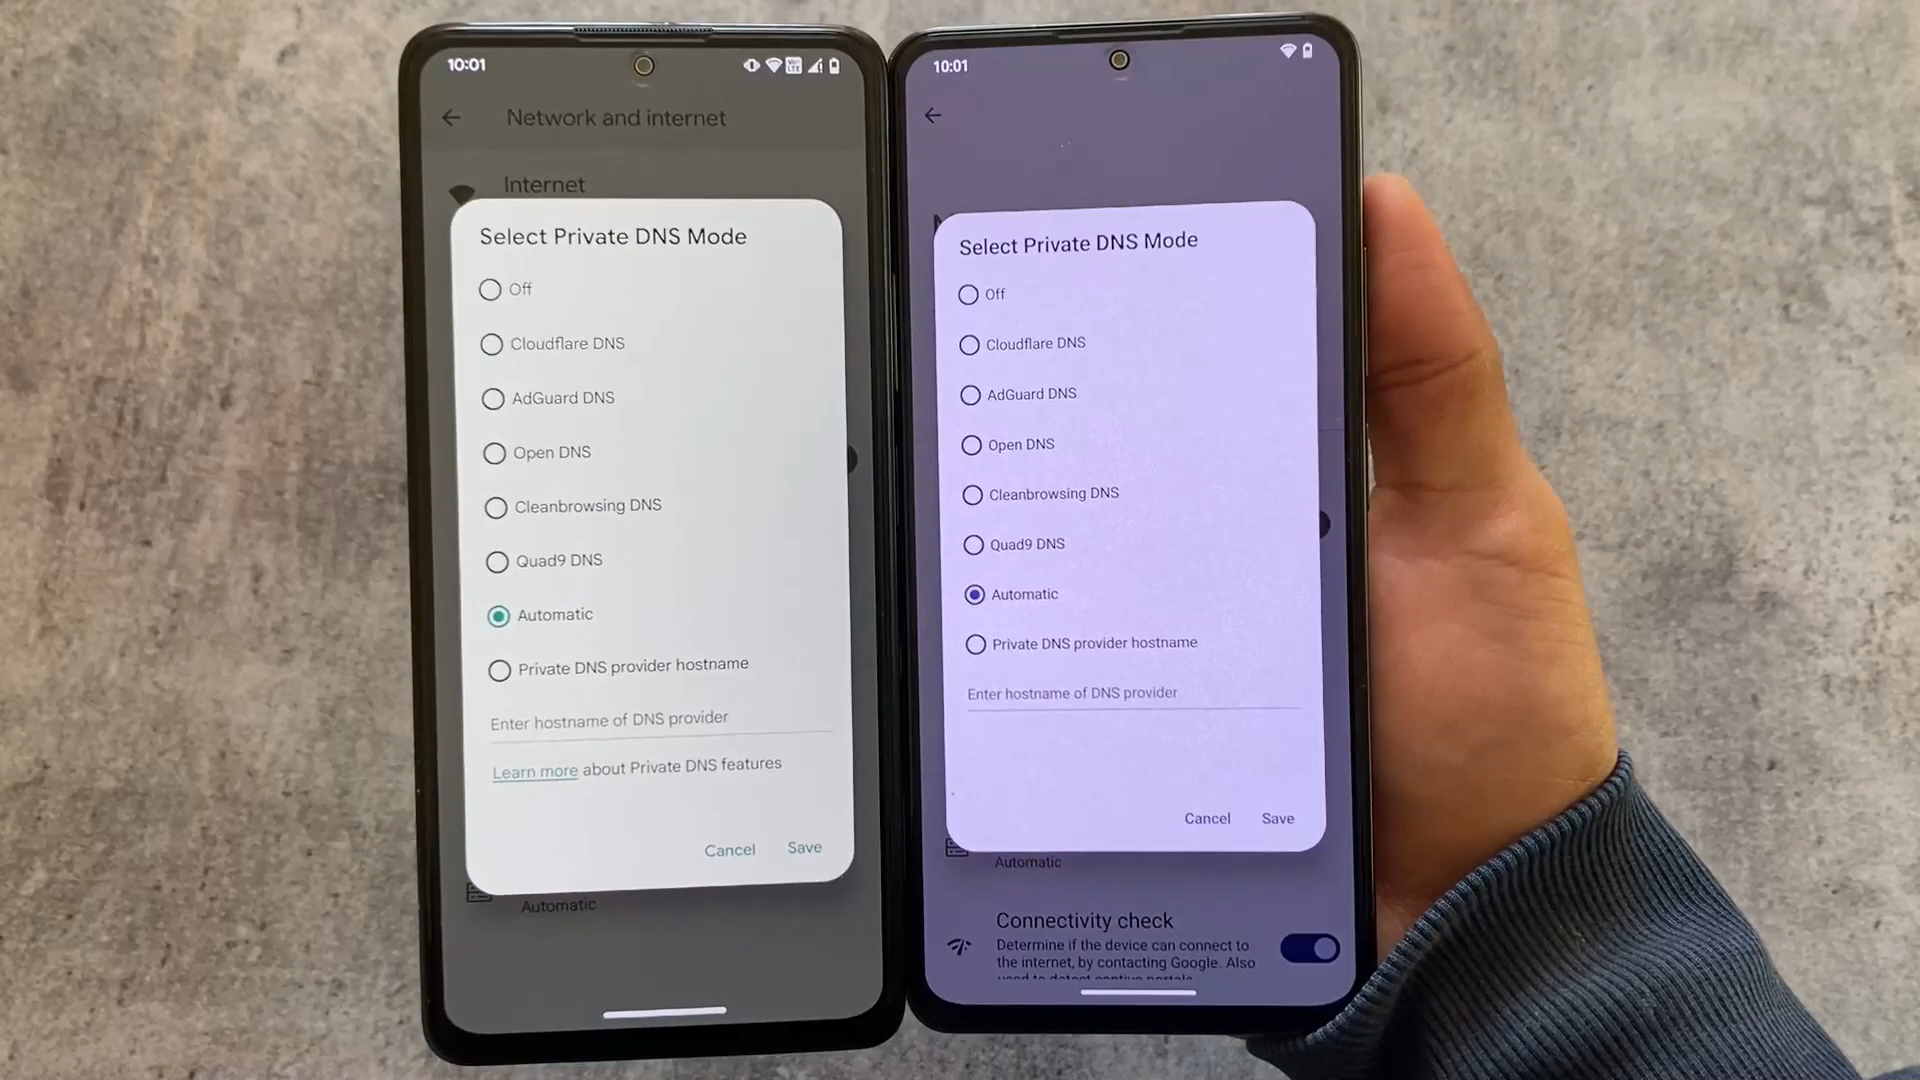 10:01
Network and internet
Internet
Select Private DNS Mode
Off
Cloudflare DNS
AdGuard DNS
Open DNS
Cleanbrowsing DNS
Quad9 DNS
Automatic
Private DNS provider hostname
Enter hostname of DNS provider
Learn more about Private DNS features
Cancel Save
Automatic
10:01
Select Private DNS Mode
Off
Cloudflare DNS
AdGuard DNS
Open DNS
Cleanbrowsing DNS
Quad9 DNS
Automatic
Private DNS provider hostname
Enter hostname of DNS provider
Cancel Save
Automatic
Connectivity check
Determine if the device can connect to
the internet, by contacting Google. Also